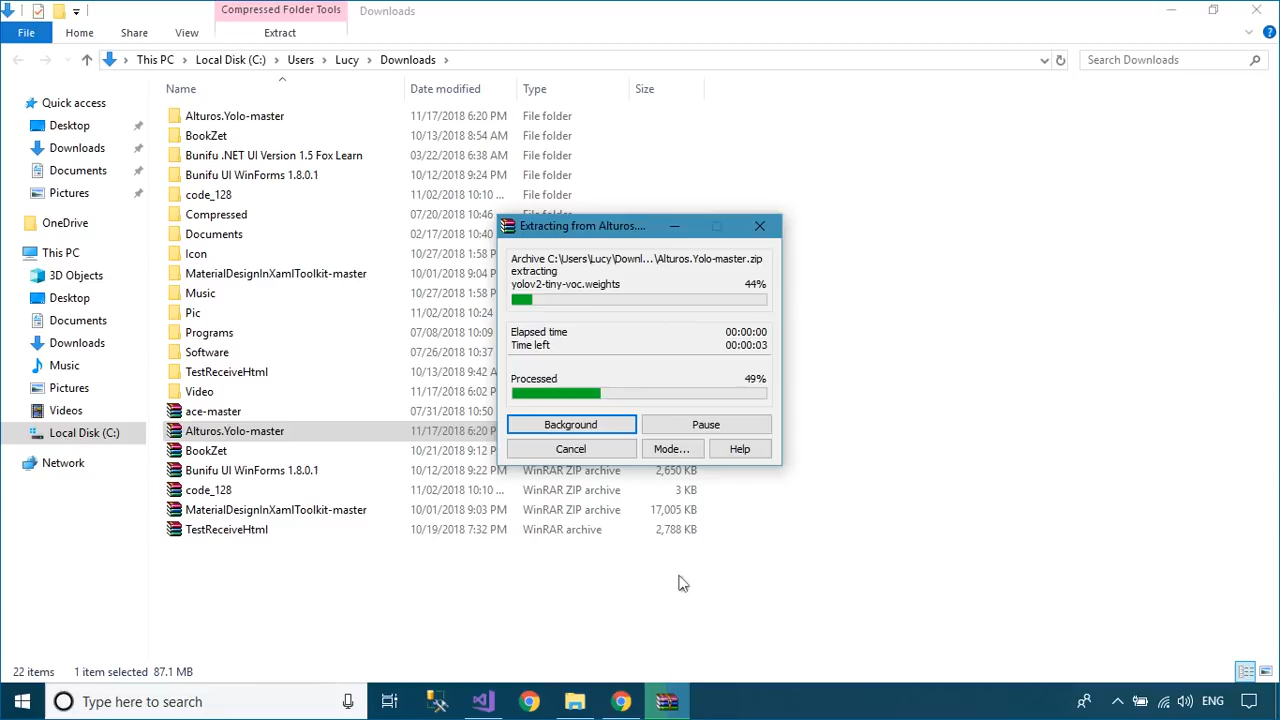 Compressed Folder Tools
Downloads
File
Home
Share
View
Extract
This PC
Local Disk (C:)
Users
Lucy
Downloads
Search Downloads
Name
Date modified
Type
Size
Quick access
Desktop
Downloads
Documents
Pictures
OneDrive
This PC
3D Objects
Desktop
Documents
Downloads
Music
Pictures
Videos
Local Disk (C:)
Network
Alturos.Yolo-master 11/17/2018 6:20 PM File folder
BookZet 10/13/2018 8:54 AM File folder
Bunifu .NET UI Version 1.5 Fox Learn 03/22/2018 6:38 AM File folder
Bunifu UI WinForms 1.8.0.1 10/12/2018 9:24 PM File folder
code_128 11/02/2018 10:10 ... File folder
Compressed 07/20/2018 10:46
Documents 02/17/2018 10:40
Icon 10/27/2018 1:58 P
MaterialDesignInXamlToolkit-master 10/01/2018 9:04 P
Music 10/27/2018 1:58 P
Pic 11/02/2018 10:24
Programs 07/08/2018 10:09
Software 07/26/2018 10:37
TestReceiveHtml 10/13/2018 9:42 A
Video 11/17/2018 6:02 P
ace-master 07/31/2018 10:50
Alturos.Yolo-master 11/17/2018 6:20 P
BookZet 10/21/2018 9:12 P
Bunifu UI WinForms 1.8.0.1 10/12/2018 9:22 PM WinRAR ZIP archive 2,650 KB
code_128 11/02/2018 10:10 ... WinRAR ZIP archive 3 KB
MaterialDesignInXamlToolkit-master 10/01/2018 9:03 PM WinRAR ZIP archive 17,005 KB
TestReceiveHtml 10/19/2018 7:32 PM WinRAR archive 2,788 KB
Extracting from Alturos....
Archive C:\Users\Lucy\Downl...\Alturos.Yolo-master.zip
extracting
yolov2-tiny-voc.weights 44%
Elapsed time 00:00:00
Time left 00:00:03
Processed 49%
Background
Pause
Cancel
Mode...
Help
22 items 1 item selected 87.1 MB
Type here to search
ENG